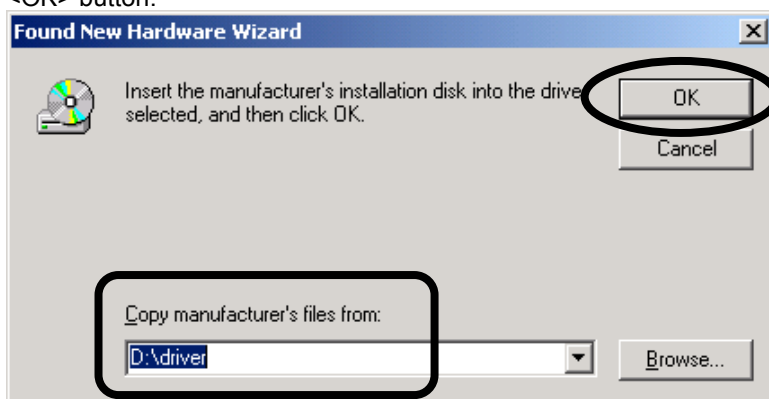 <OK> button.
Found New Hardware Wizard
Insert the manufacturer's installation disk into the drive
selected, and then click OK.
OK
Cancel
Copy manufacturer's files from:
D:\driver
Browse...